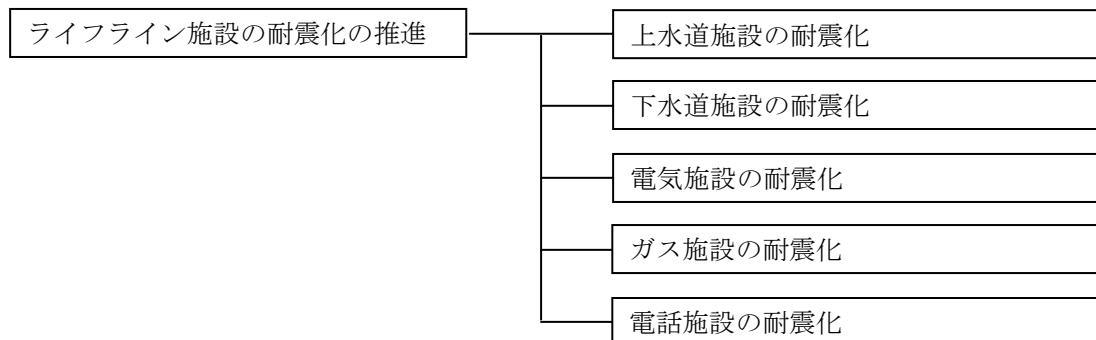 ライフライン施設の耐震化の推進
上水道施設の耐震化
下水道施設の耐震化
電気施設の耐震化
ガス施設の耐震化
電話施設の耐震化